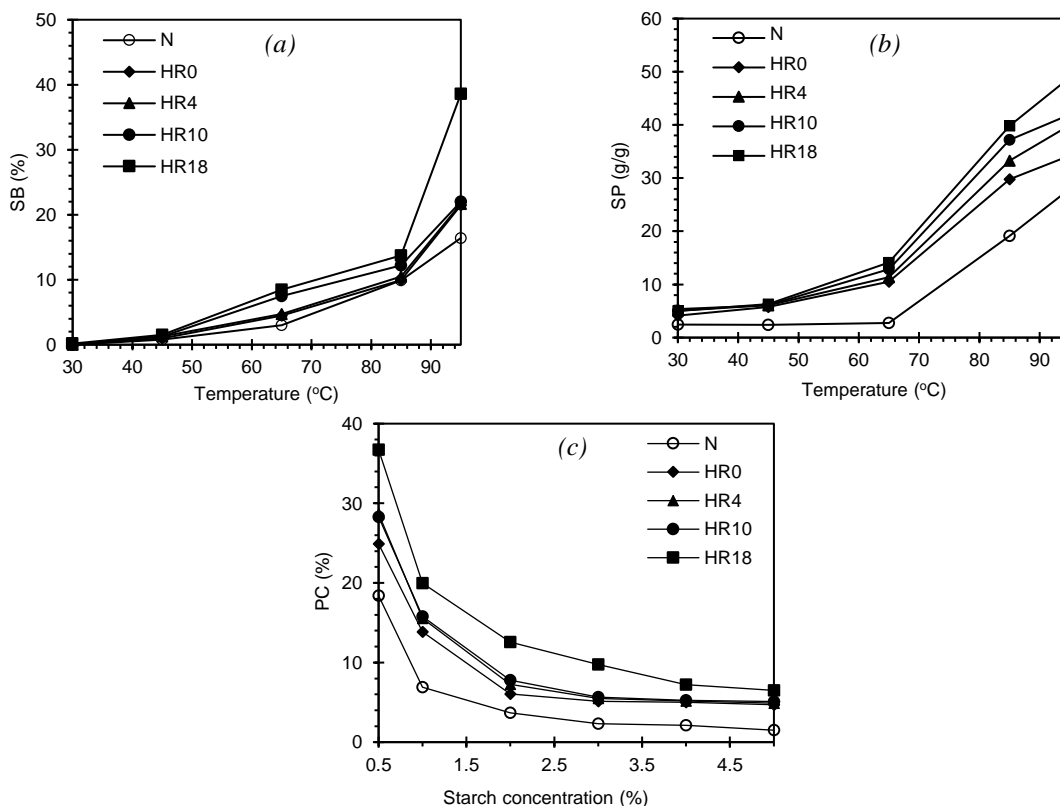 (a)
N
HR0
HR4
HR10
HR18
50
40
30
20
10
0
SB (%)
30 40 50 60 70 80 90
Temperature (°C)
(b)
N
HR0
HR4
HR10
HR18
60
50
40
30
20
10
0
SP (g/g)
30 40 50 60 70 80 90
Temperature (°C)
(c)
N
HR0
HR4
HR10
HR18
40
30
20
10
0
PC (%)
0.5 1.5 2.5 3.5 4.5
Starch concentration (%)